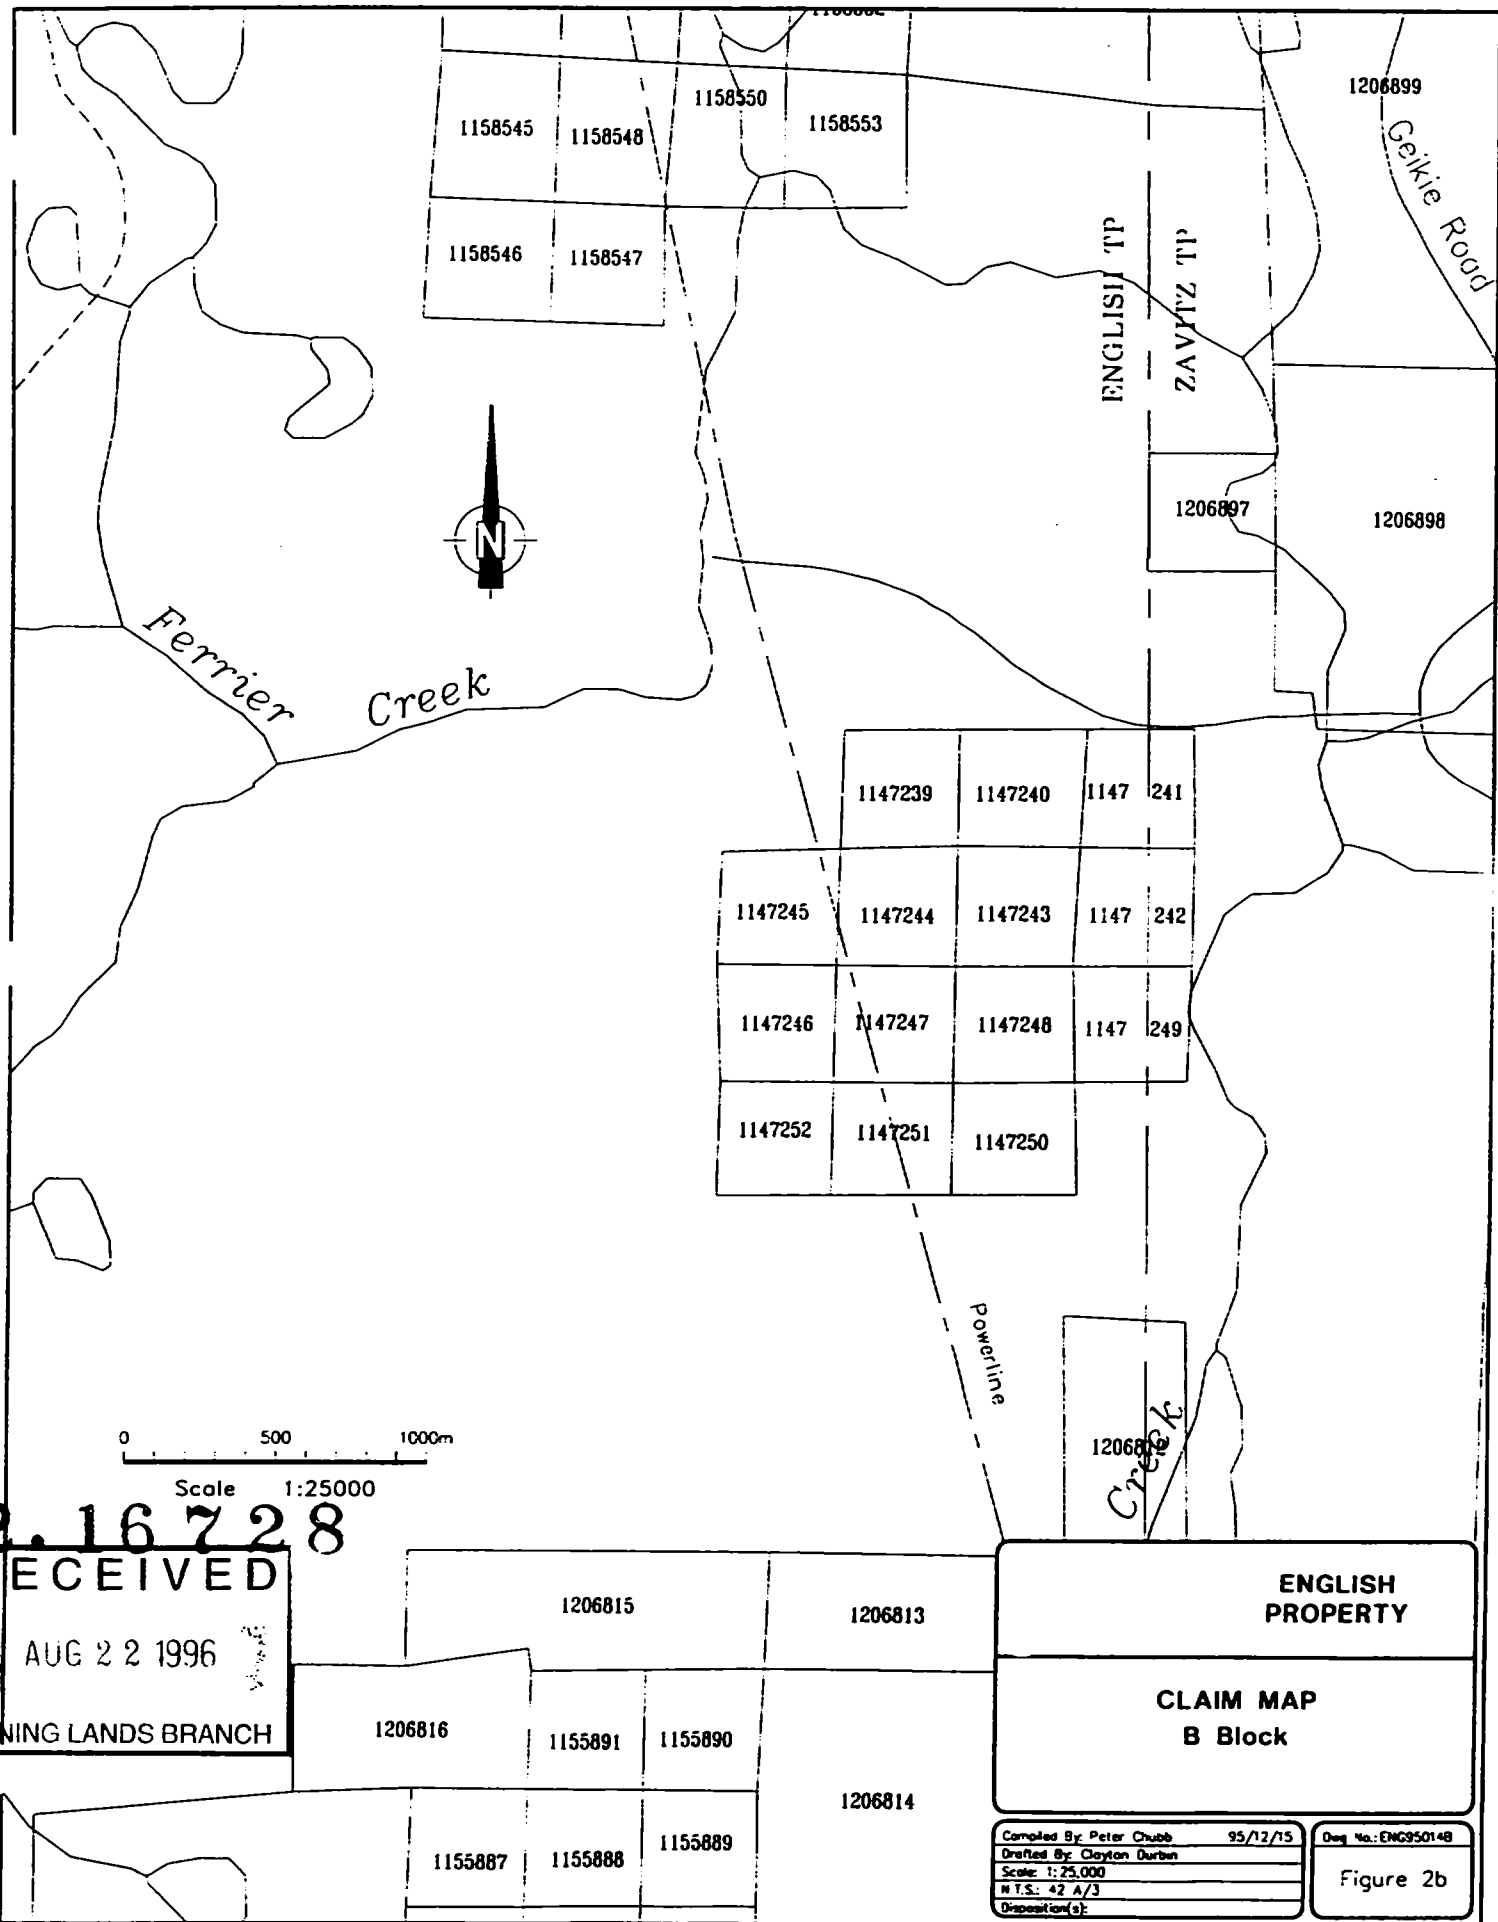 1206899
1158550
1158545
1158548
1158553
Geikie Road
1158546
1158547
ENGLISH TP
ZAVITZ TP
1206897
1206898
N
Ferrier
Creek
1147239
1147240
1147 241
1147245
1147244
1147243
1147 242
1147246
1147247
1147248
1147 249
1147252
1147251
1147250
Powerline
Creek
0 500 1000m
Scale 1:25000
.16728
ECEIVED
AUG 22 1996
NING LANDS BRANCH
1206815
1206813
1206816
1155891
1155890
1206814
1155887
1155888
1155889
ENGLISH
PROPERTY
CLAIM MAP
B Block
Compiled By: Peter Chubb 95/12/15
Drafted By: Clayton Durbin
Scale: 1:25,000
N.T.S.: 42 A/3
Disposition(s):
Dwg No.: ENG95014B
Figure 2b